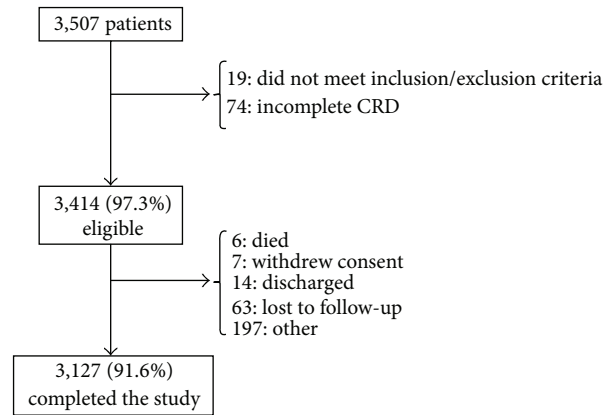 3,507 patients
19: did not meet inclusion/exclusion criteria
74: incomplete CRD
3,414 (97.3%)
eligible
6: died
7: withdrew consent
14: discharged
63: lost to follow-up
197: other
3,127 (91.6%)
completed the study